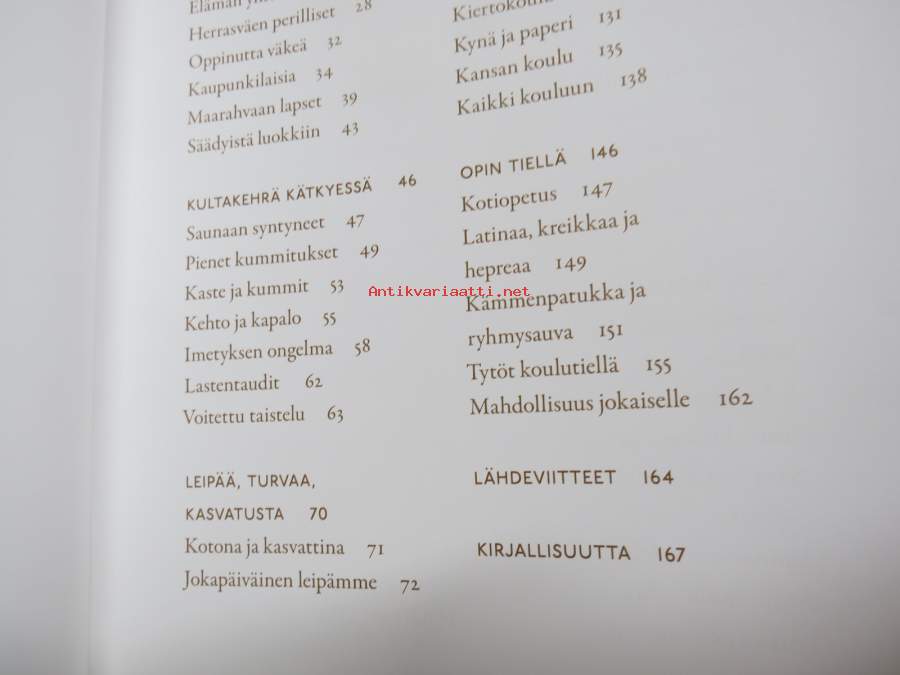 Elämän
Herrasväen perilliset 28
Oppinutta väkeä 32
Kaupunkilaisia 34
Maarahvaan lapset 39
Säädyistä luokkiin 43
KULTAKEHRÄ KÄTKYESSÄ 46
Saunaan syntyneet 47
Pienet kummitukset 49
Kaste ja kummit 53
Kehto ja kapalo 55
Imetyksen ongelma 58
Lastentaudit 62
Voitettu taistelu 63
LEIPÄÄ, TURVAA,
KASVATUSTA 70
Kotona ja kasvattina 71
Jokapäiväinen leipämme 72
Kynä ja paperi 131
Kansan koulu 135
Kaikki kouluun 138
OPIN TIELLÄ 146
Kotiopetus 147
Latinaa, kreikkaa ja
hepreaa 149
Kämmenpatukka ja
ryhmysauva 151
Tytöt koulutiellä 155
Mahdollisuus jokaiselle 162
LÄHDEVIITTEET 164
KIRJALLISUUTTA 167
Antikvariaatti.net